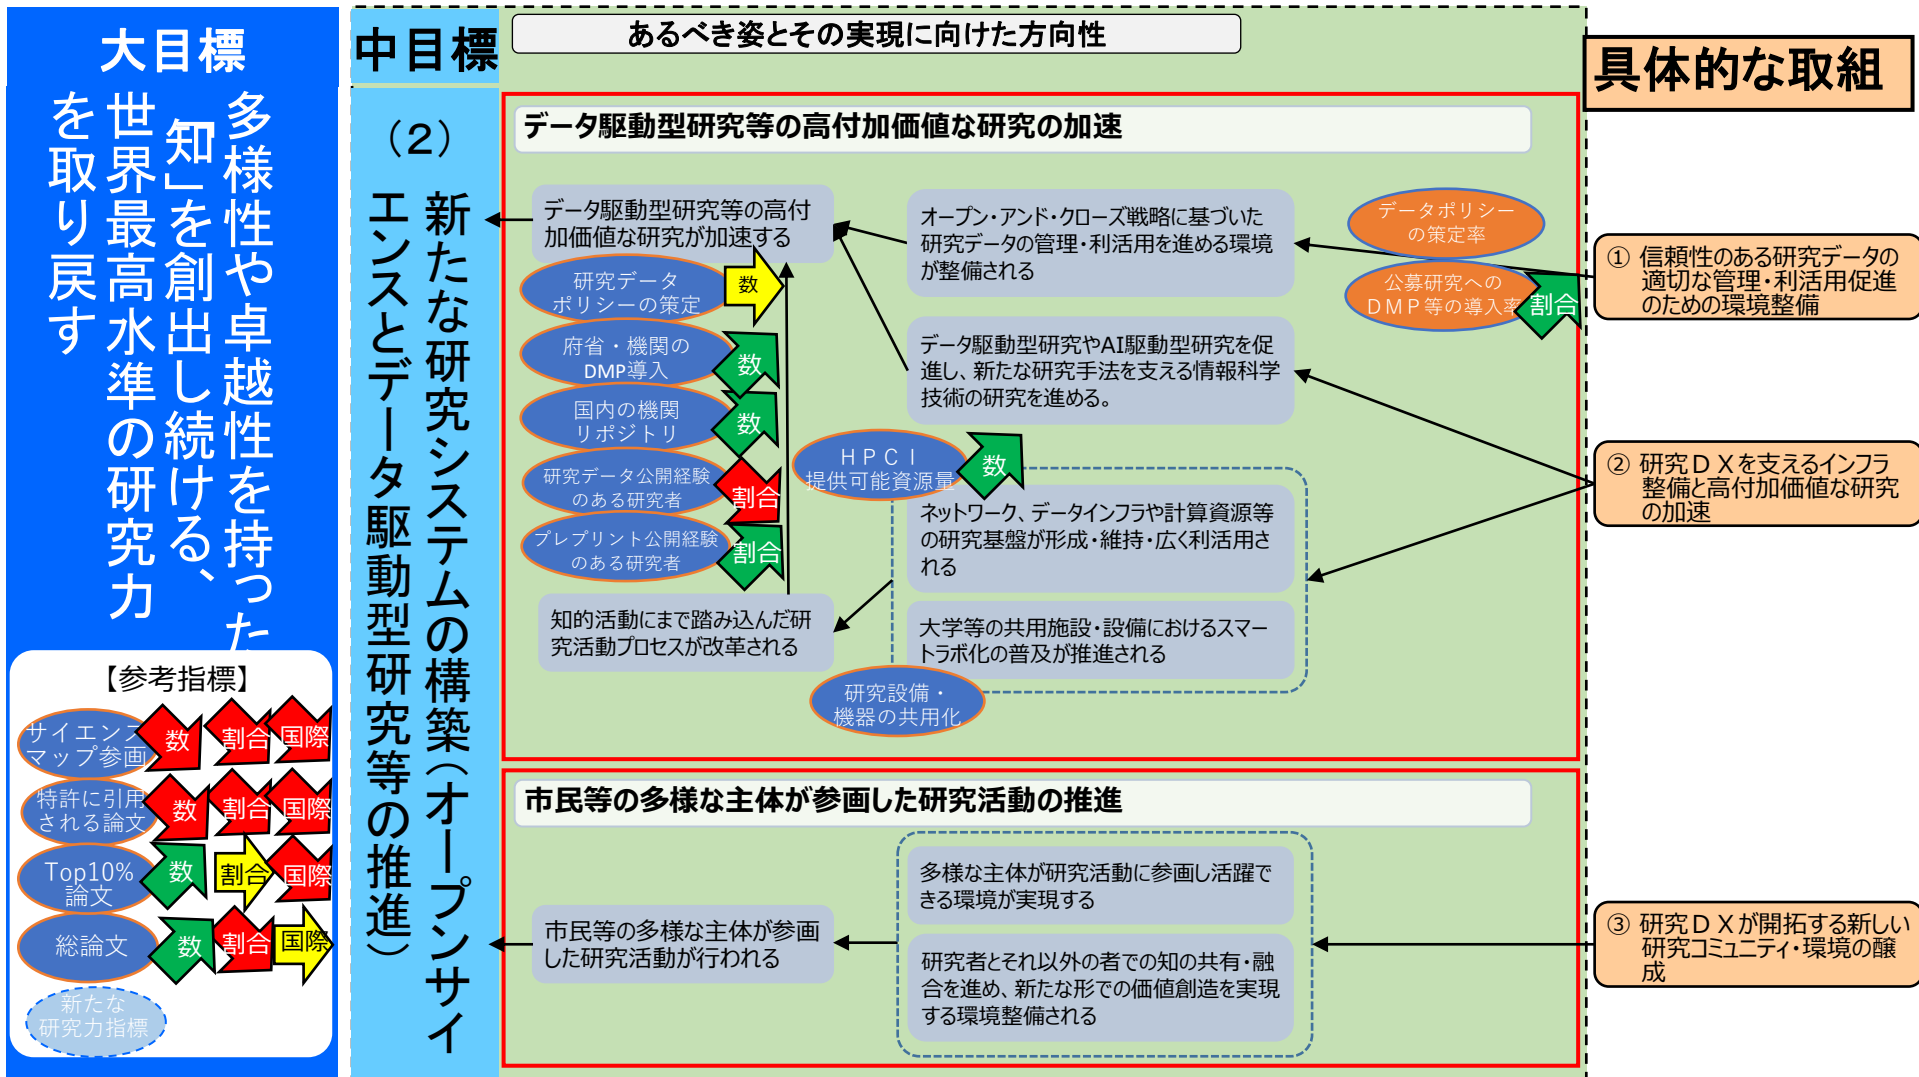 大目標
多様性や卓越性を持った
「知」を創出し続ける、
世界最高水準の研究力
を取り戻す
【参考指標】
サイエンス
マップ参画
数
割合
国際
特許に引用
される論文
数
割合
国際
Top10%
論文
数
割合
国際
総論文
数
割合
国際
新たな
研究力指標
中目標
(2)
新たな研究システムの構築(オープンサイ
エンスとデータ駆動型研究等の推進)
あるべき姿とその実現に向けた方向性
データ駆動型研究等の高付加価値な研究の加速
データ駆動型研究等の高付
加価値な研究が加速する
研究データ
ポリシーの策定
数
府省・機関の
DMP導入
数
国内の機関
リポジトリ
数
研究データ公開経験
のある研究者
割合
プレプリント公開経験
のある研究者
割合
知的活動にまで踏み込んだ研
究活動プロセスが改革される
オープン・アンド・クローズ戦略に基づいた
研究データの管理・利活用を進める環境
が整備される
データポリシー
の策定率
公募研究への
DMP等の導入率
割合
データ駆動型研究やAI駆動型研究を促
進し、新たな研究手法を支える情報科学
技術の研究を進める。
HPCI
提供可能資源量
数
ネットワーク、データインフラや計算資源等
の研究基盤が形成・維持・広く利活用さ
れる
大学等の共用施設・設備におけるスマー
トラボ化の普及が推進される
研究設備・
機器の共用化
市民等の多様な主体が参画した研究活動の推進
市民等の多様な主体が参画
した研究活動が行われる
多様な主体が研究活動に参画し活躍で
きる環境が実現する
研究者とそれ以外の者での知の共有・融
合を進め、新たな形での価値創造を実現
する環境整備される
具体的な取組
① 信頼性のある研究データの
適切な管理・利活用促進
のための環境整備
② 研究DXを支えるインフラ
整備と高付加価値な研究
の加速
③ 研究DXが開拓する新しい
研究コミュニティ・環境の醸
成